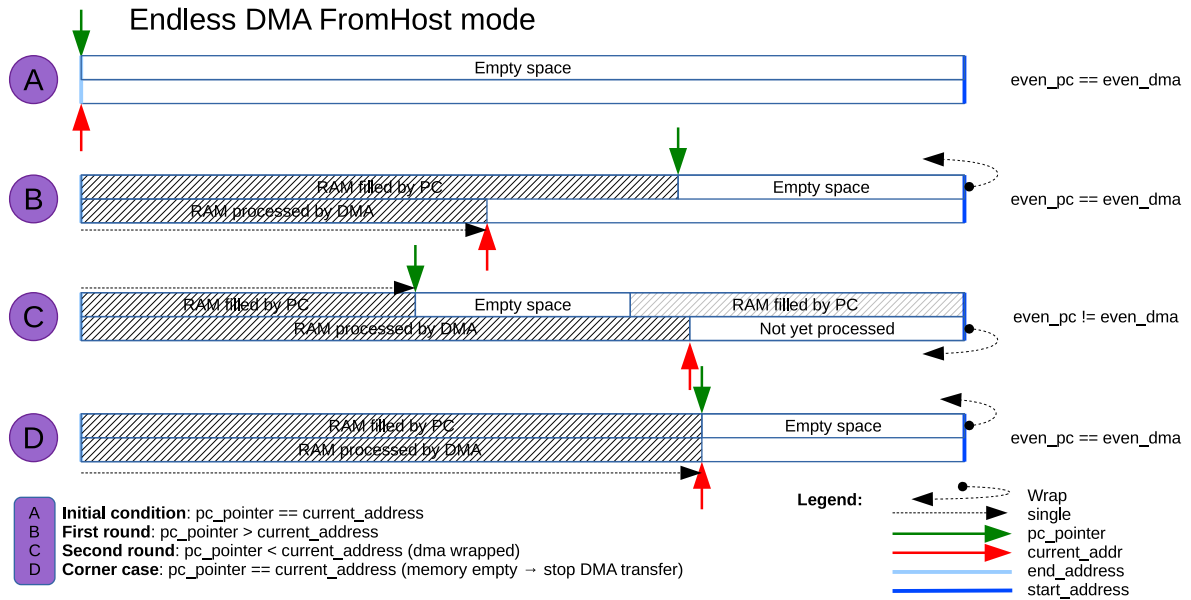 Endless DMA FromHost mode
A
Empty space
even_pc == even_dma
B
RAM filled by PC
Empty space
RAM processed by DMA
even_pc == even_dma
C
RAM filled by PC
Empty space
RAM filled by PC
RAM processed by DMA
Not yet processed
even_pc != even_dma
D
RAM filled by PC
Empty space
RAM processed by DMA
even_pc == even_dma
A Initial condition: pc_pointer == current_address
B First round: pc_pointer > current_address
C Second round: pc_pointer < current_address (dma wrapped)
D Corner case: pc_pointer == current_address (memory empty → stop DMA transfer)
Legend:
Wrap
single
pc_pointer
current_addr
end_address
start_address